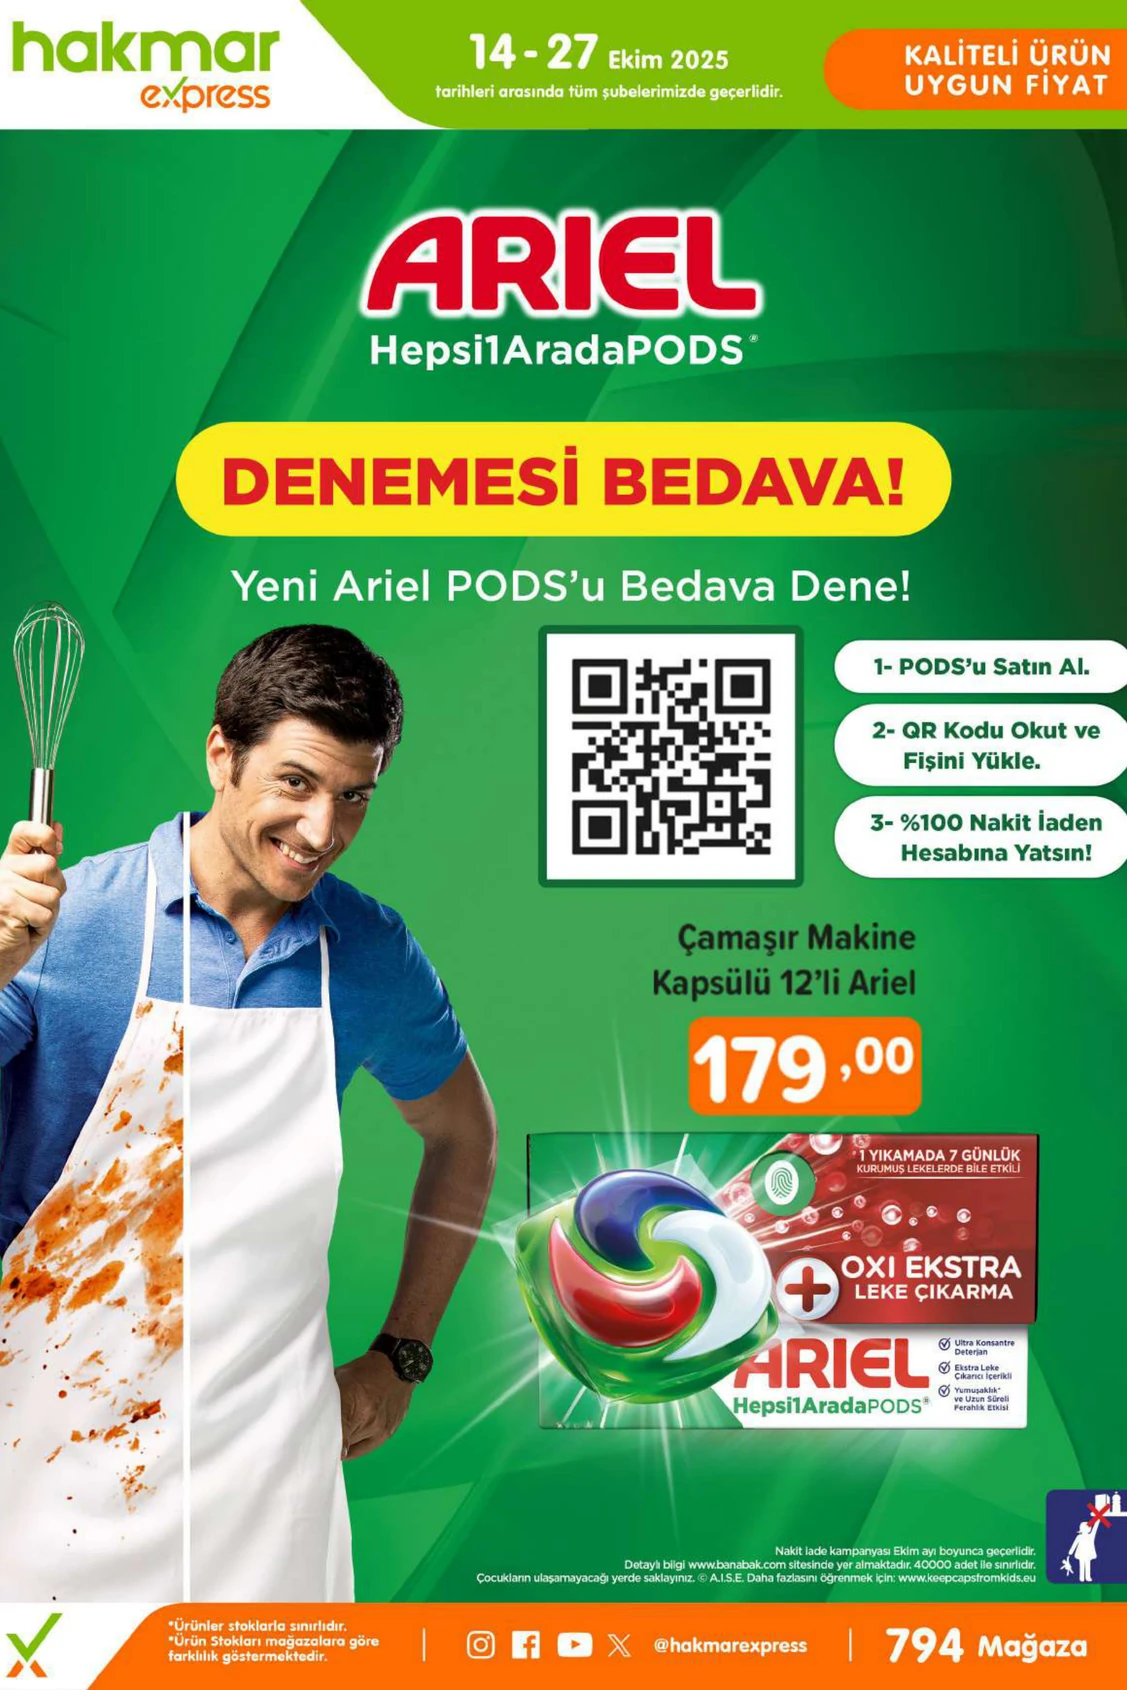 hakmar
express
14 - 27 Ekim 2025
tarihleri arasında tüm şubelerimizde geçerlidir.
KALİTELİ ÜRÜN
UYGUN FİYAT
ARIEL
Hepsi1AradaPODS®
DENEMESİ BEDAVA!
Yeni Ariel PODS’u Bedava Dene!
1- PODS’u Satın Al.
2- QR Kodu Okut ve
Fişini Yükle.
3- %100 Nakit İaden
Hesabına Yatsın!
Çamaşır Makine
Kapsülü 12’li Ariel
179,00
1 YIKAMADA 7 GÜNLÜK
KURUMUŞ LEKELERDE BİLE ETKİLİ
OXI EKSTRA
LEKE ÇIKARMA
ARIEL
Hepsi1AradaPODS®
Ultra Konsantre
Deterjan
Ekstra Leke
Çıkarıcı İçerikli
Yumuşaklık*
ve Uzun Süreli
Ferahlık Etkisi
Nakit iade kampanyası Ekim ayı boyunca geçerlidir.
Detaylı bilgi www.banabak.com sitesinde yer almaktadır. 40000 adet ile sınırlıdır.
Çocukların ulaşamayacağı yerde saklayınız. © A.I.S.E. Daha fazlasını öğrenmek için: www.keepcapsfromkids.eu
*Ürünler stoklarla sınırlıdır.
*Ürün Stokları mağazalara göre
farklılık göstermektedir.
@hakmarexpress
794 Mağaza